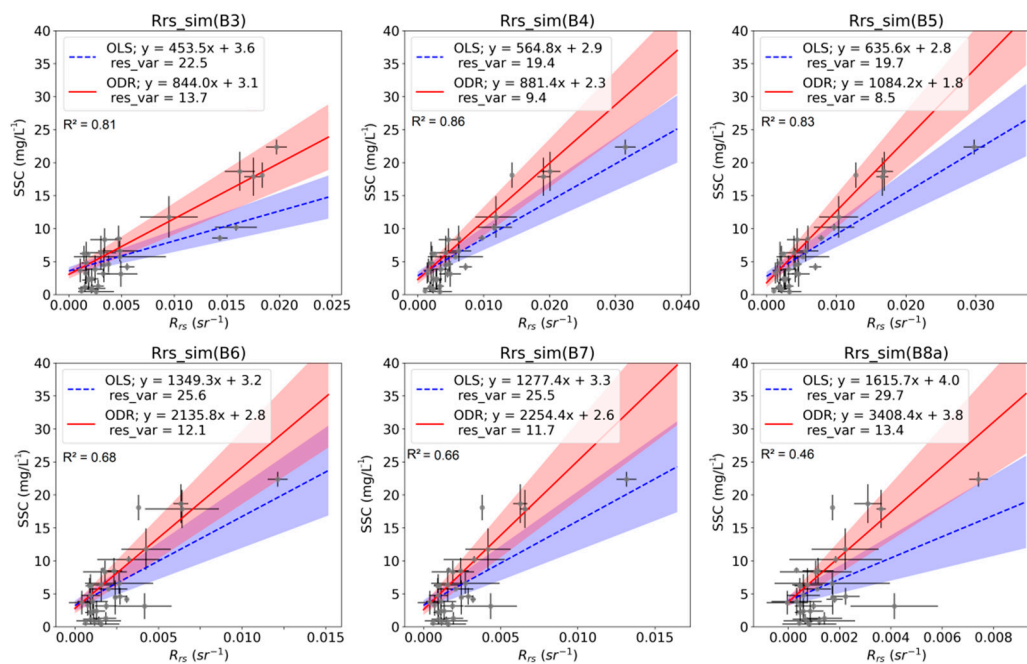 Rrs_sim(B3)
OLS; y = 453.5x + 3.6
res_var = 22.5
ODR; y = 844.0x + 3.1
res_var = 13.7
R² = 0.81
SSC (mg/L⁻¹)
40
35
30
25
20
15
10
5
0
0.000 0.005 0.010 0.015 0.020 0.025
Rrs (sr⁻¹)
Rrs_sim(B4)
OLS; y = 564.8x + 2.9
res_var = 19.4
ODR; y = 881.4x + 2.3
res_var = 9.4
R² = 0.86
SSC (mg/L⁻¹)
40
35
30
25
20
15
10
5
0
0.000 0.010 0.020 0.030 0.040
Rrs (sr⁻¹)
Rrs_sim(B5)
OLS; y = 635.6x + 2.8
res_var = 19.7
ODR; y = 1084.2x + 1.8
res_var = 8.5
R² = 0.83
SSC (mg/L⁻¹)
40
35
30
25
20
15
10
5
0
0.000 0.010 0.020 0.030
Rrs (sr⁻¹)
Rrs_sim(B6)
OLS; y = 1349.3x + 3.2
res_var = 25.6
ODR; y = 2135.8x + 2.8
res_var = 12.1
R² = 0.68
SSC (mg/L⁻¹)
40
35
30
25
20
15
10
5
0
0.000 0.005 0.010 0.015
Rrs (sr⁻¹)
Rrs_sim(B7)
OLS; y = 1277.4x + 3.3
res_var = 25.5
ODR; y = 2254.4x + 2.6
res_var = 11.7
R² = 0.66
SSC (mg/L⁻¹)
40
35
30
25
20
15
10
5
0
0.000 0.005 0.010 0.015
Rrs (sr⁻¹)
Rrs_sim(B8a)
OLS; y = 1615.7x + 4.0
res_var = 29.7
ODR; y = 3408.4x + 3.8
res_var = 13.4
R² = 0.46
SSC (mg/L⁻¹)
40
35
30
25
20
15
10
5
0
0.000 0.002 0.004 0.006 0.008
Rrs (sr⁻¹)